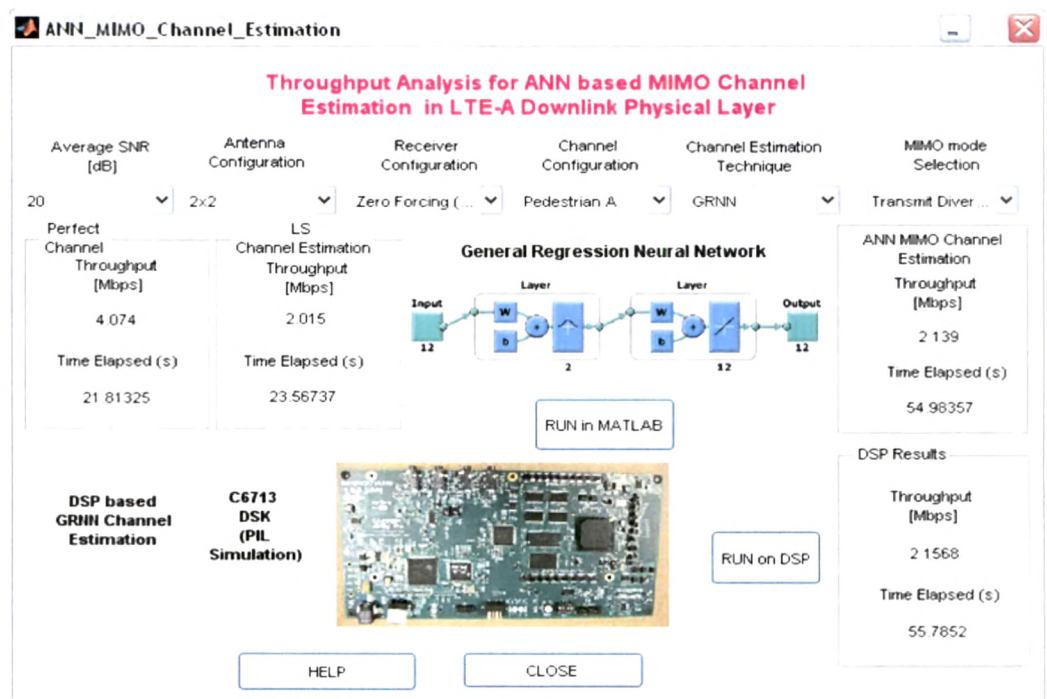 ANN_MIMO_Channel_Estimation
Throughput Analysis for ANN based MIMO Channel
Estimation in LTE-A Downlink Physical Layer
Average SNR
[dB]
Antenna
Configuration
Receiver
Configuration
Channel
Configuration
Channel Estimation
Technique
MIMO mode
Selection
20
2x2
Zero Forcing (...
Pedestrian A
GRNN
Transmit Diver...
Perfect
Channel
Throughput
[Mbps]
4.074
Time Elapsed (s)
21.81325
LS
Channel Estimation
Throughput
[Mbps]
2.015
Time Elapsed (s)
23.56737
General Regression Neural Network
Input
12
Layer
W
b
+
2
Layer
W
b
+
12
Output
12
RUN in MATLAB
ANN MIMO Channel
Estimation
Throughput
[Mbps]
2.139
Time Elapsed (s)
54.98357
DSP based
GRNN Channel
Estimation
C6713
DSK
(PIL
Simulation)
RUN on DSP
DSP Results
Throughput
[Mbps]
2.1568
Time Elapsed (s)
55.7852
HELP
CLOSE